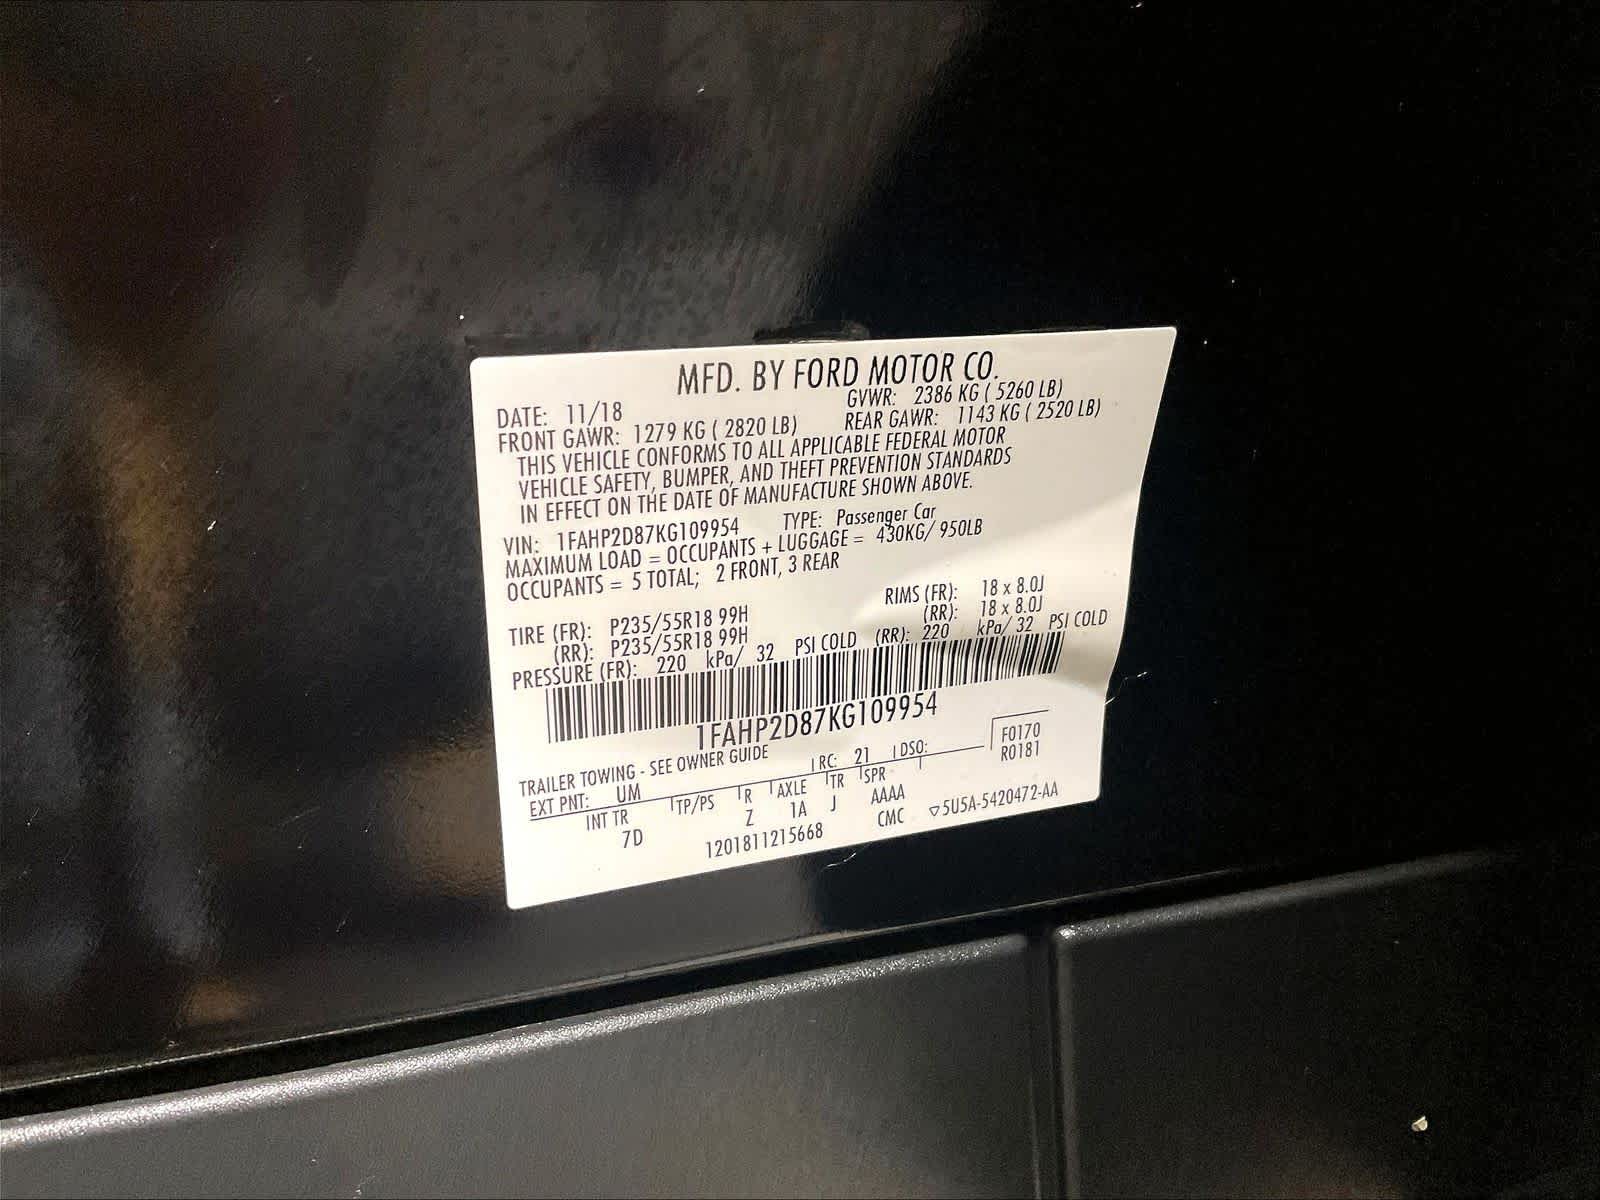 MFD. BY FORD MOTOR CO.
DATE: 11/18 GVWR: 2386 KG ( 5260 LB)
FRONT GAWR: 1279 KG ( 2820 LB) REAR GAWR: 1143 KG ( 2520 LB)
THIS VEHICLE CONFORMS TO ALL APPLICABLE FEDERAL MOTOR
VEHICLE SAFETY, BUMPER, AND THEFT PREVENTION STANDARDS
IN EFFECT ON THE DATE OF MANUFACTURE SHOWN ABOVE.
VIN: 1FAHP2D87KG109954 TYPE: Passenger Car
MAXIMUM LOAD = OCCUPANTS + LUGGAGE = 430KG/ 950LB
OCCUPANTS = 5 TOTAL; 2 FRONT, 3 REAR
TIRE (FR): P235/55R18 99H RIMS (FR): 18 x 8.0J
(RR): P235/55R18 99H (RR): 18 x 8.0J
PRESSURE (FR): 220 kPa/ 32 PSI COLD (RR): 220 kPa/ 32 PSI COLD
1FAHP2D87KG109954
TRAILER TOWING - SEE OWNER GUIDE F0170
EXT PNT: UM RC: 21 DSO: R0181
INT TR TP/PS R AXLE TR SPR
7D Z 1A J AAAA
1201811215668 CMC ▽5U5A-5420472-AA